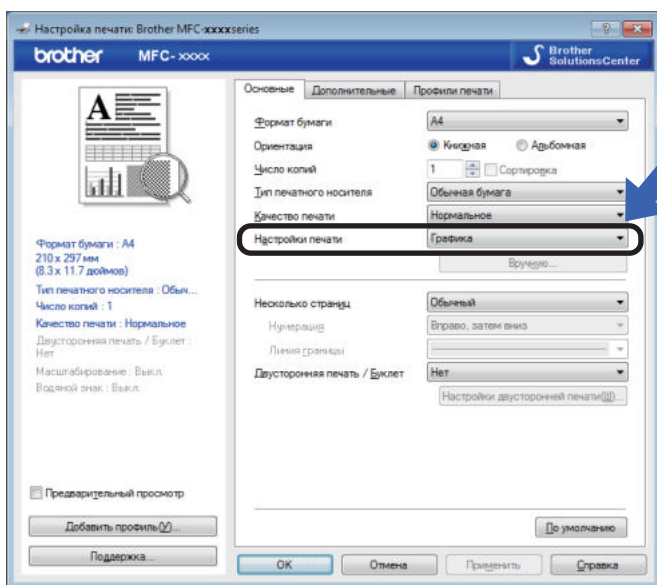 Настройка печати: Brother MFC-xxxxseries
brother MFC- xxxx
Brother
SolutionsCenter
A
Формат бумаги : A4
210 x 297 мм
(8.3 x 11.7 дюймов)
Тип печатного носителя : Обыч...
Число копий : 1
Качество печати : Нормальное
Двусторонняя печать / Буклет :
Нет
Масштабирование : Выкл.
Водяной знак : Выкл.
Предварительный просмотр
Добавить профиль(У)...
Поддержка...
Основные Дополнительные Профили печати
Формат бумаги A4
Ориентация Книжная Альбомная
Число копий 1 Сортировка
Тип печатного носителя Обычная бумага
Качество печати Нормальное
Настройки печати Графика
Вручную...
Несколько страниц Обычный
Нумерация Вправо, затем вниз
Линия границы
Двусторонняя печать / Буклет Нет
Настройки двусторонней печати(Ш)...
По умолчанию
OK Отмена Применить Справка